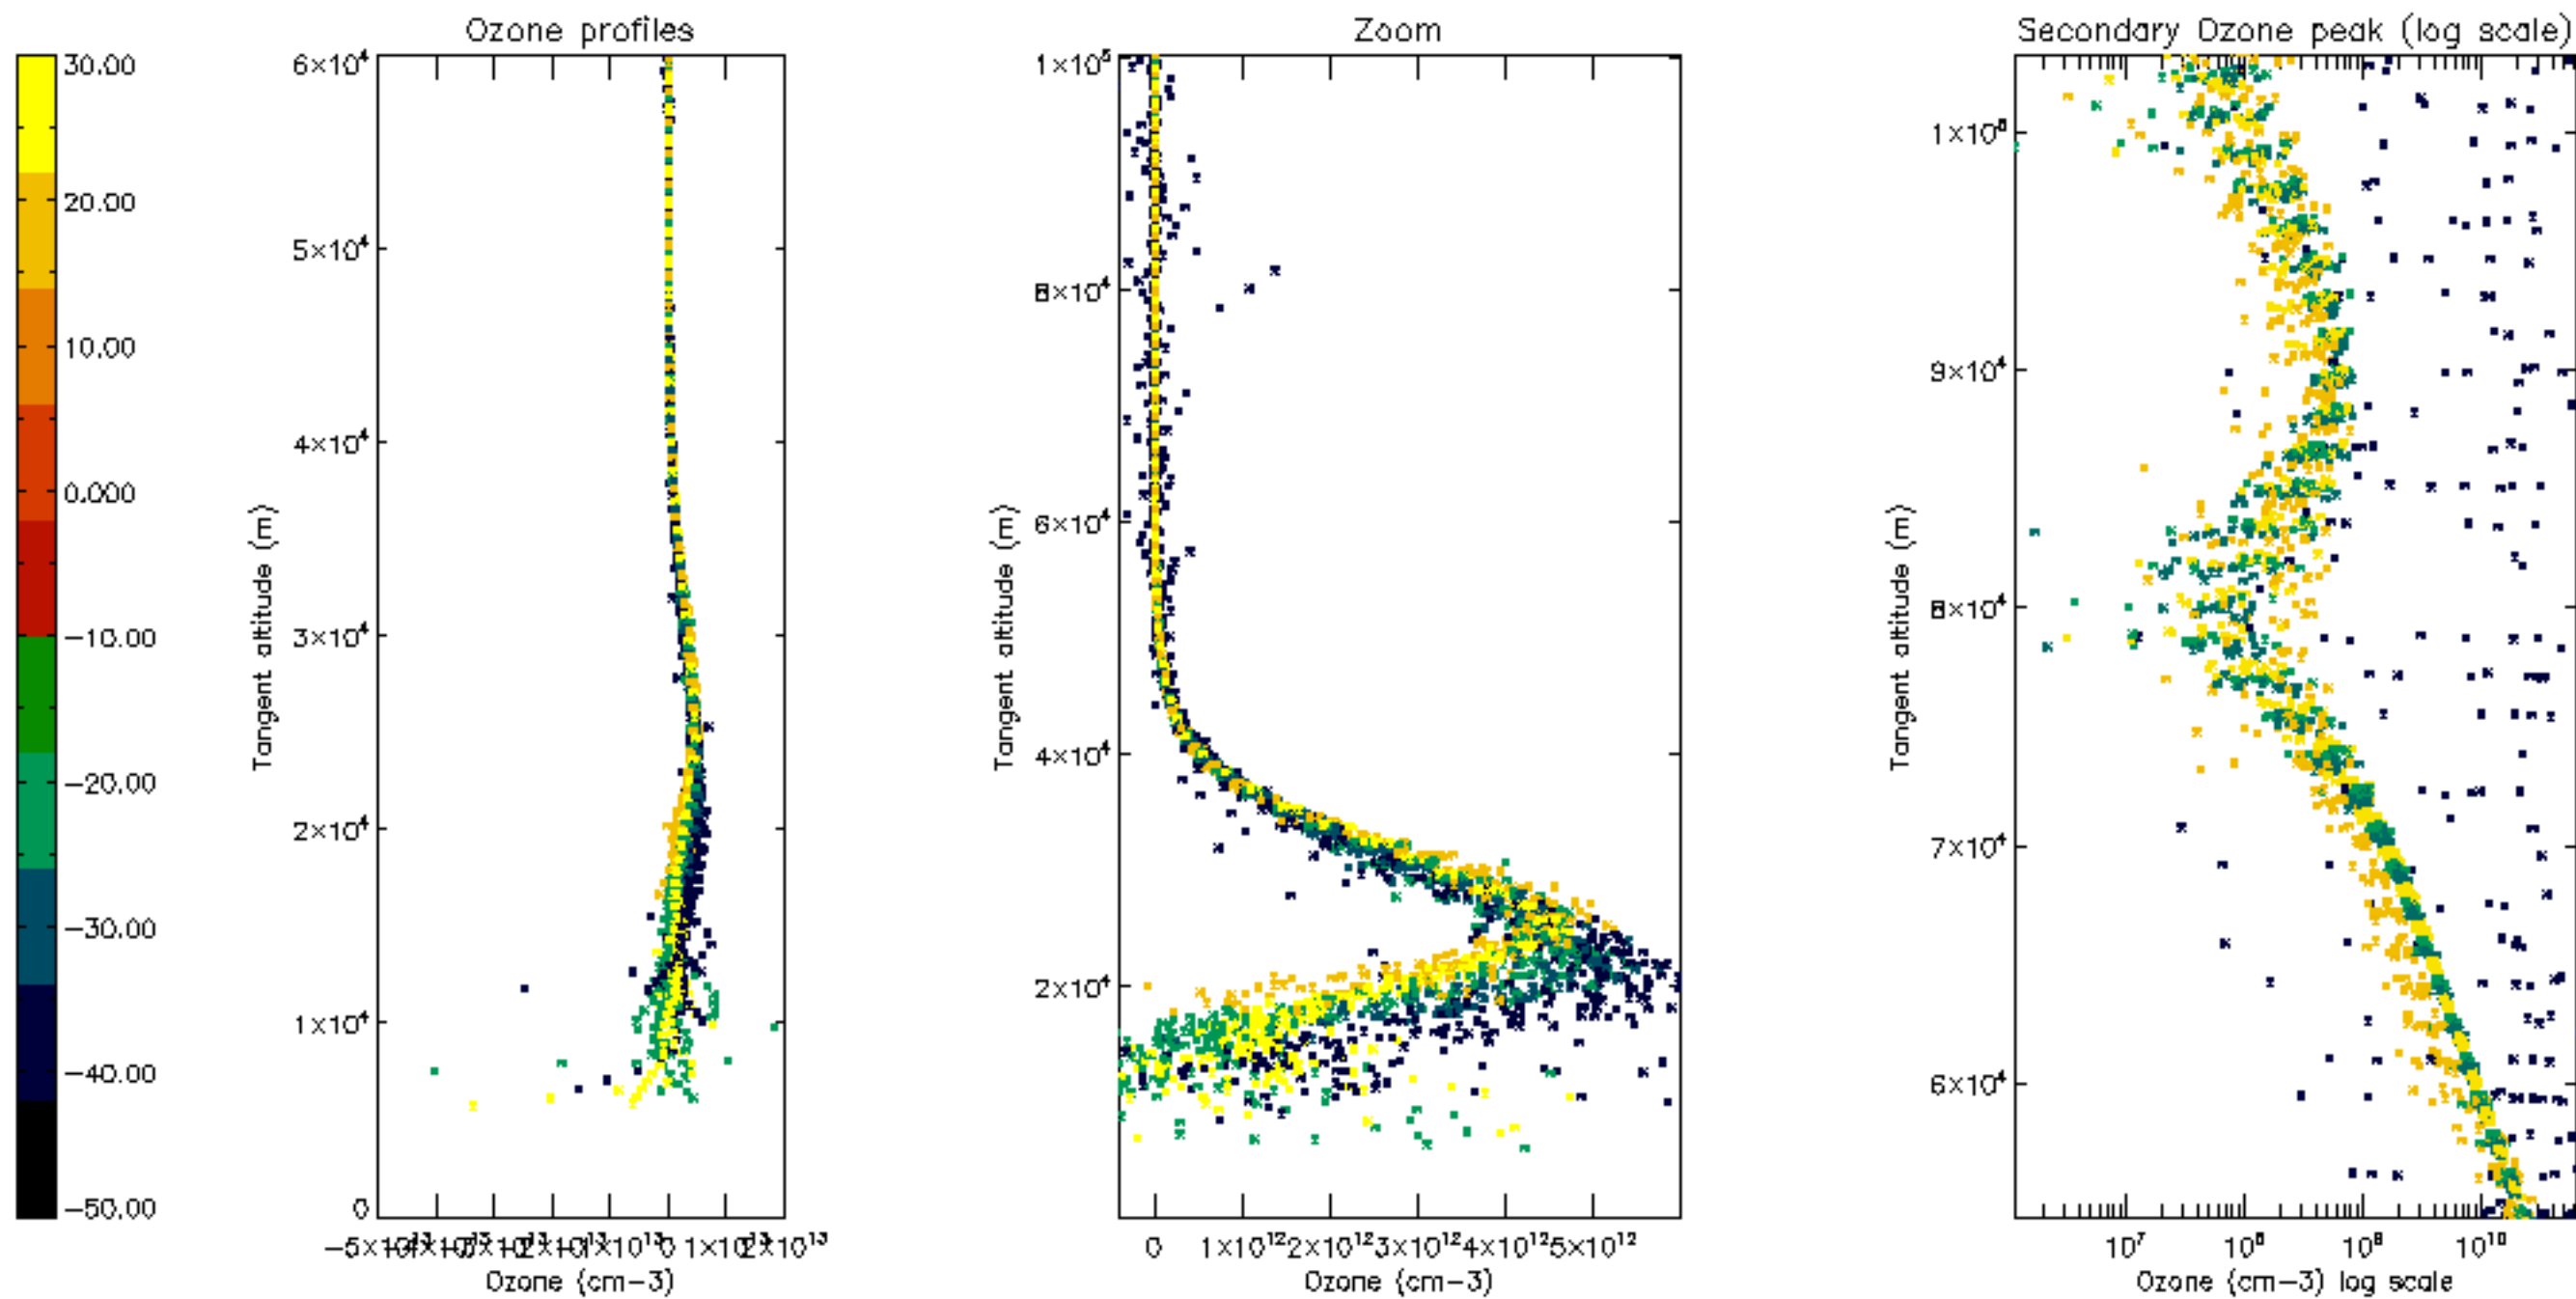 Ozone profiles
Zoom
Secondary Ozone peak (log scale)
30.00
20.00
10.00
0.000
-10.00
-20.00
-30.00
-40.00
-50.00
6×10⁴
5×10⁴
4×10⁴
3×10⁴
2×10⁴
1×10⁴
0
Tangent altitude (m)
0 1×10¹³ 2×10¹³
Ozone (cm-3)
1×10⁵
8×10⁴
6×10⁴
4×10⁴
2×10⁴
Tangent altitude (m)
0 1×10¹² 2×10¹² 3×10¹² 4×10¹² 5×10¹²
Ozone (cm-3)
9×10⁴
8×10⁴
7×10⁴
6×10⁴
Tangent altitude (m)
10⁷ 10⁸ 10⁹ 10¹⁰
Ozone (cm-3) log scale